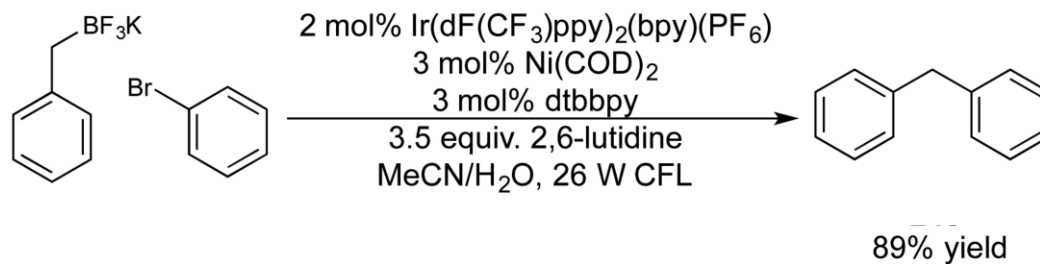 BF₃K
Br
2 mol% Ir(dF(CF₃)ppy)₂(bpy)(PF₆)
3 mol% Ni(COD)₂
3 mol% dtbbpy
3.5 equiv. 2,6-lutidine
MeCN/H₂O, 26 W CFL
89% yield